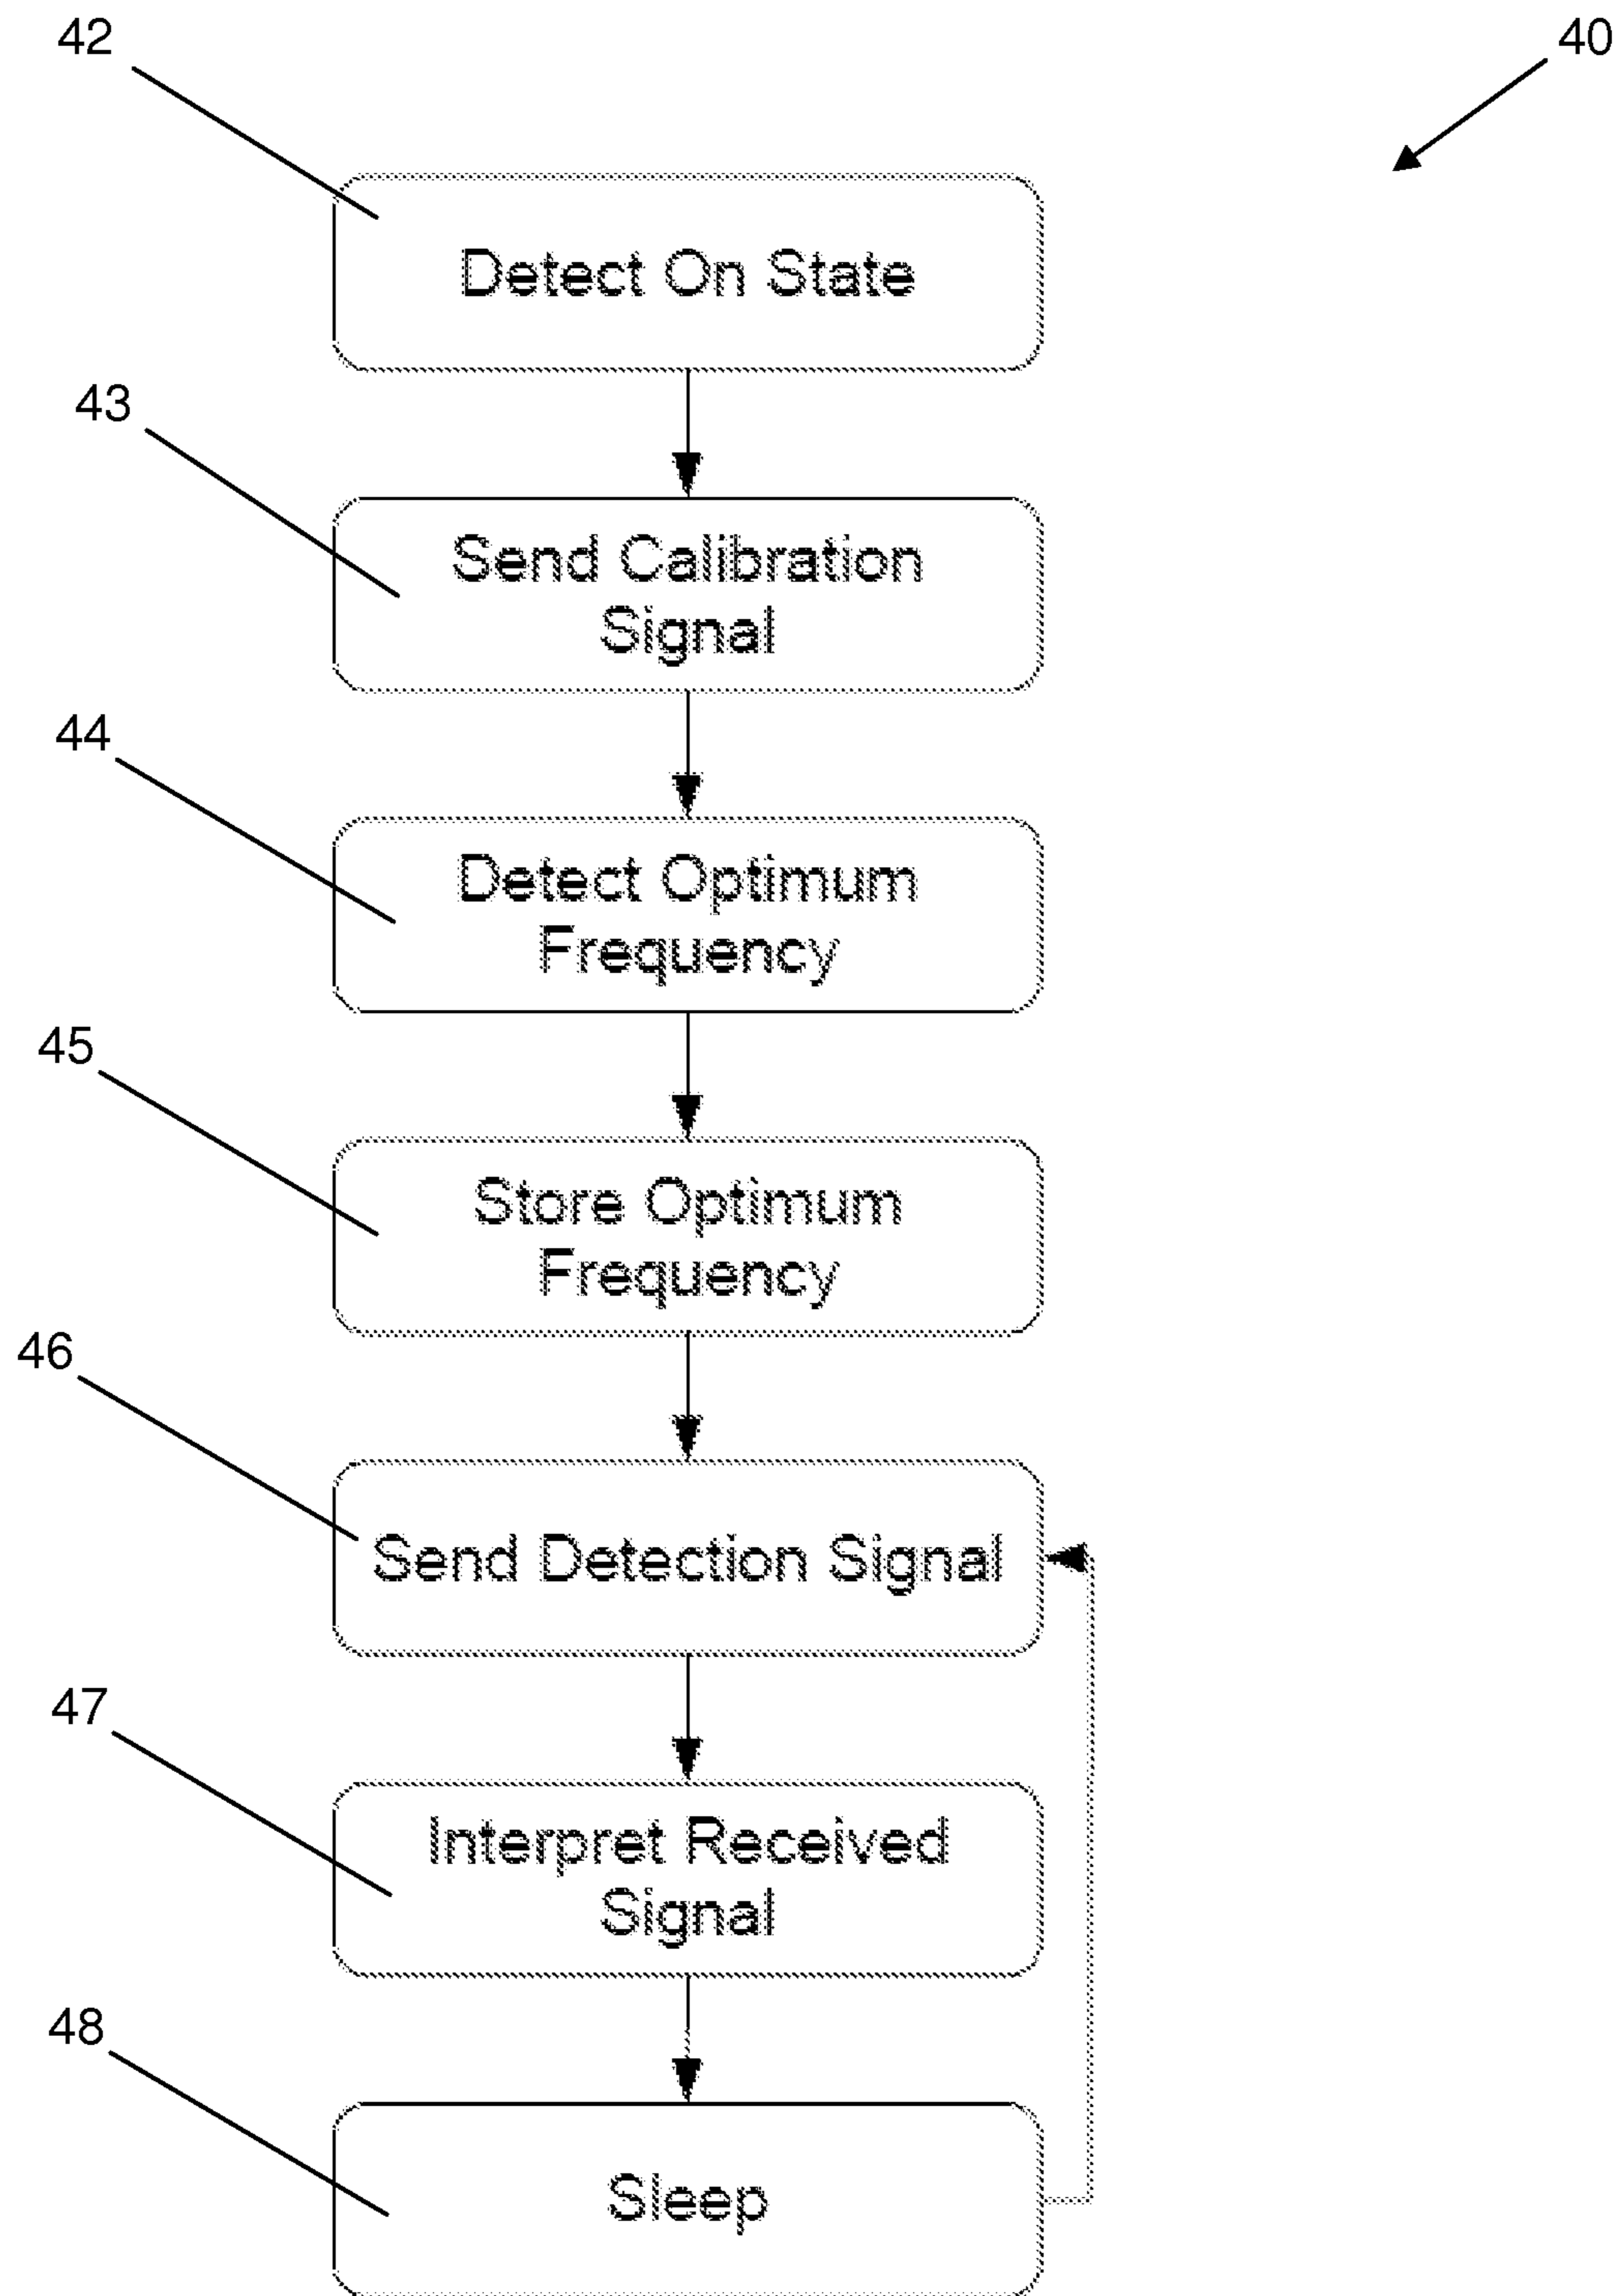 42
40
Detect On State
43
Send Calibration
Signal
44
Detect Optimum
Frequency
45
Store Optimum
Frequency
46
Send Detection Signal
47
Interpret Received
Signal
48
Sleep